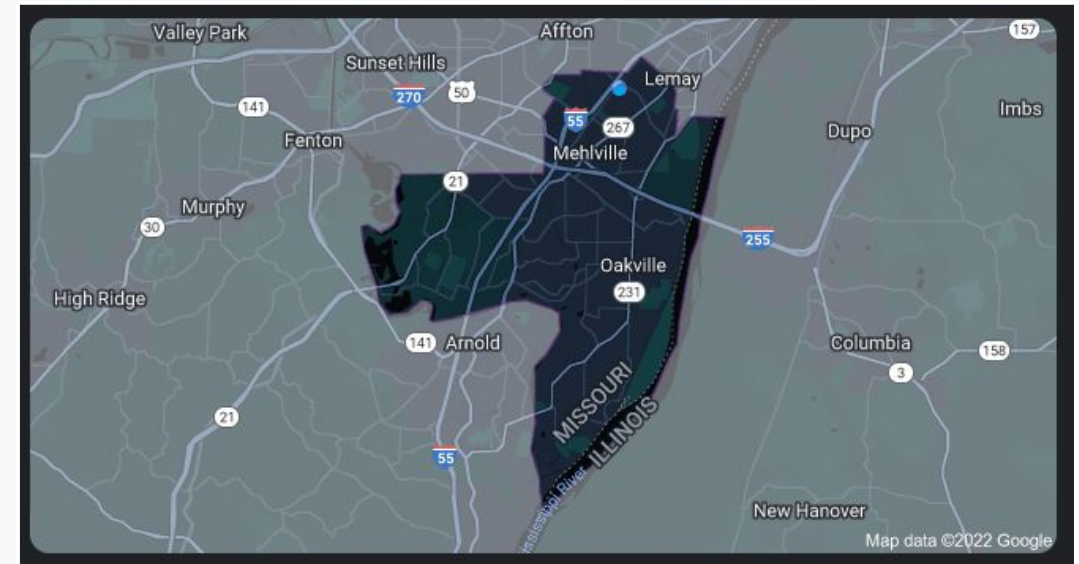 Valley Park
Affton
157
Sunset Hills
Lemay
270
50
141
55
267
Imbs
Dupo
Fenton
Mehlville
21
Murphy
30
255
Oakville
231
High Ridge
141
Arnold
Columbia
158
3
MISSOURI
ILLINOIS
21
55
ssissippi River
New Hanover
Map data ©2022 Google